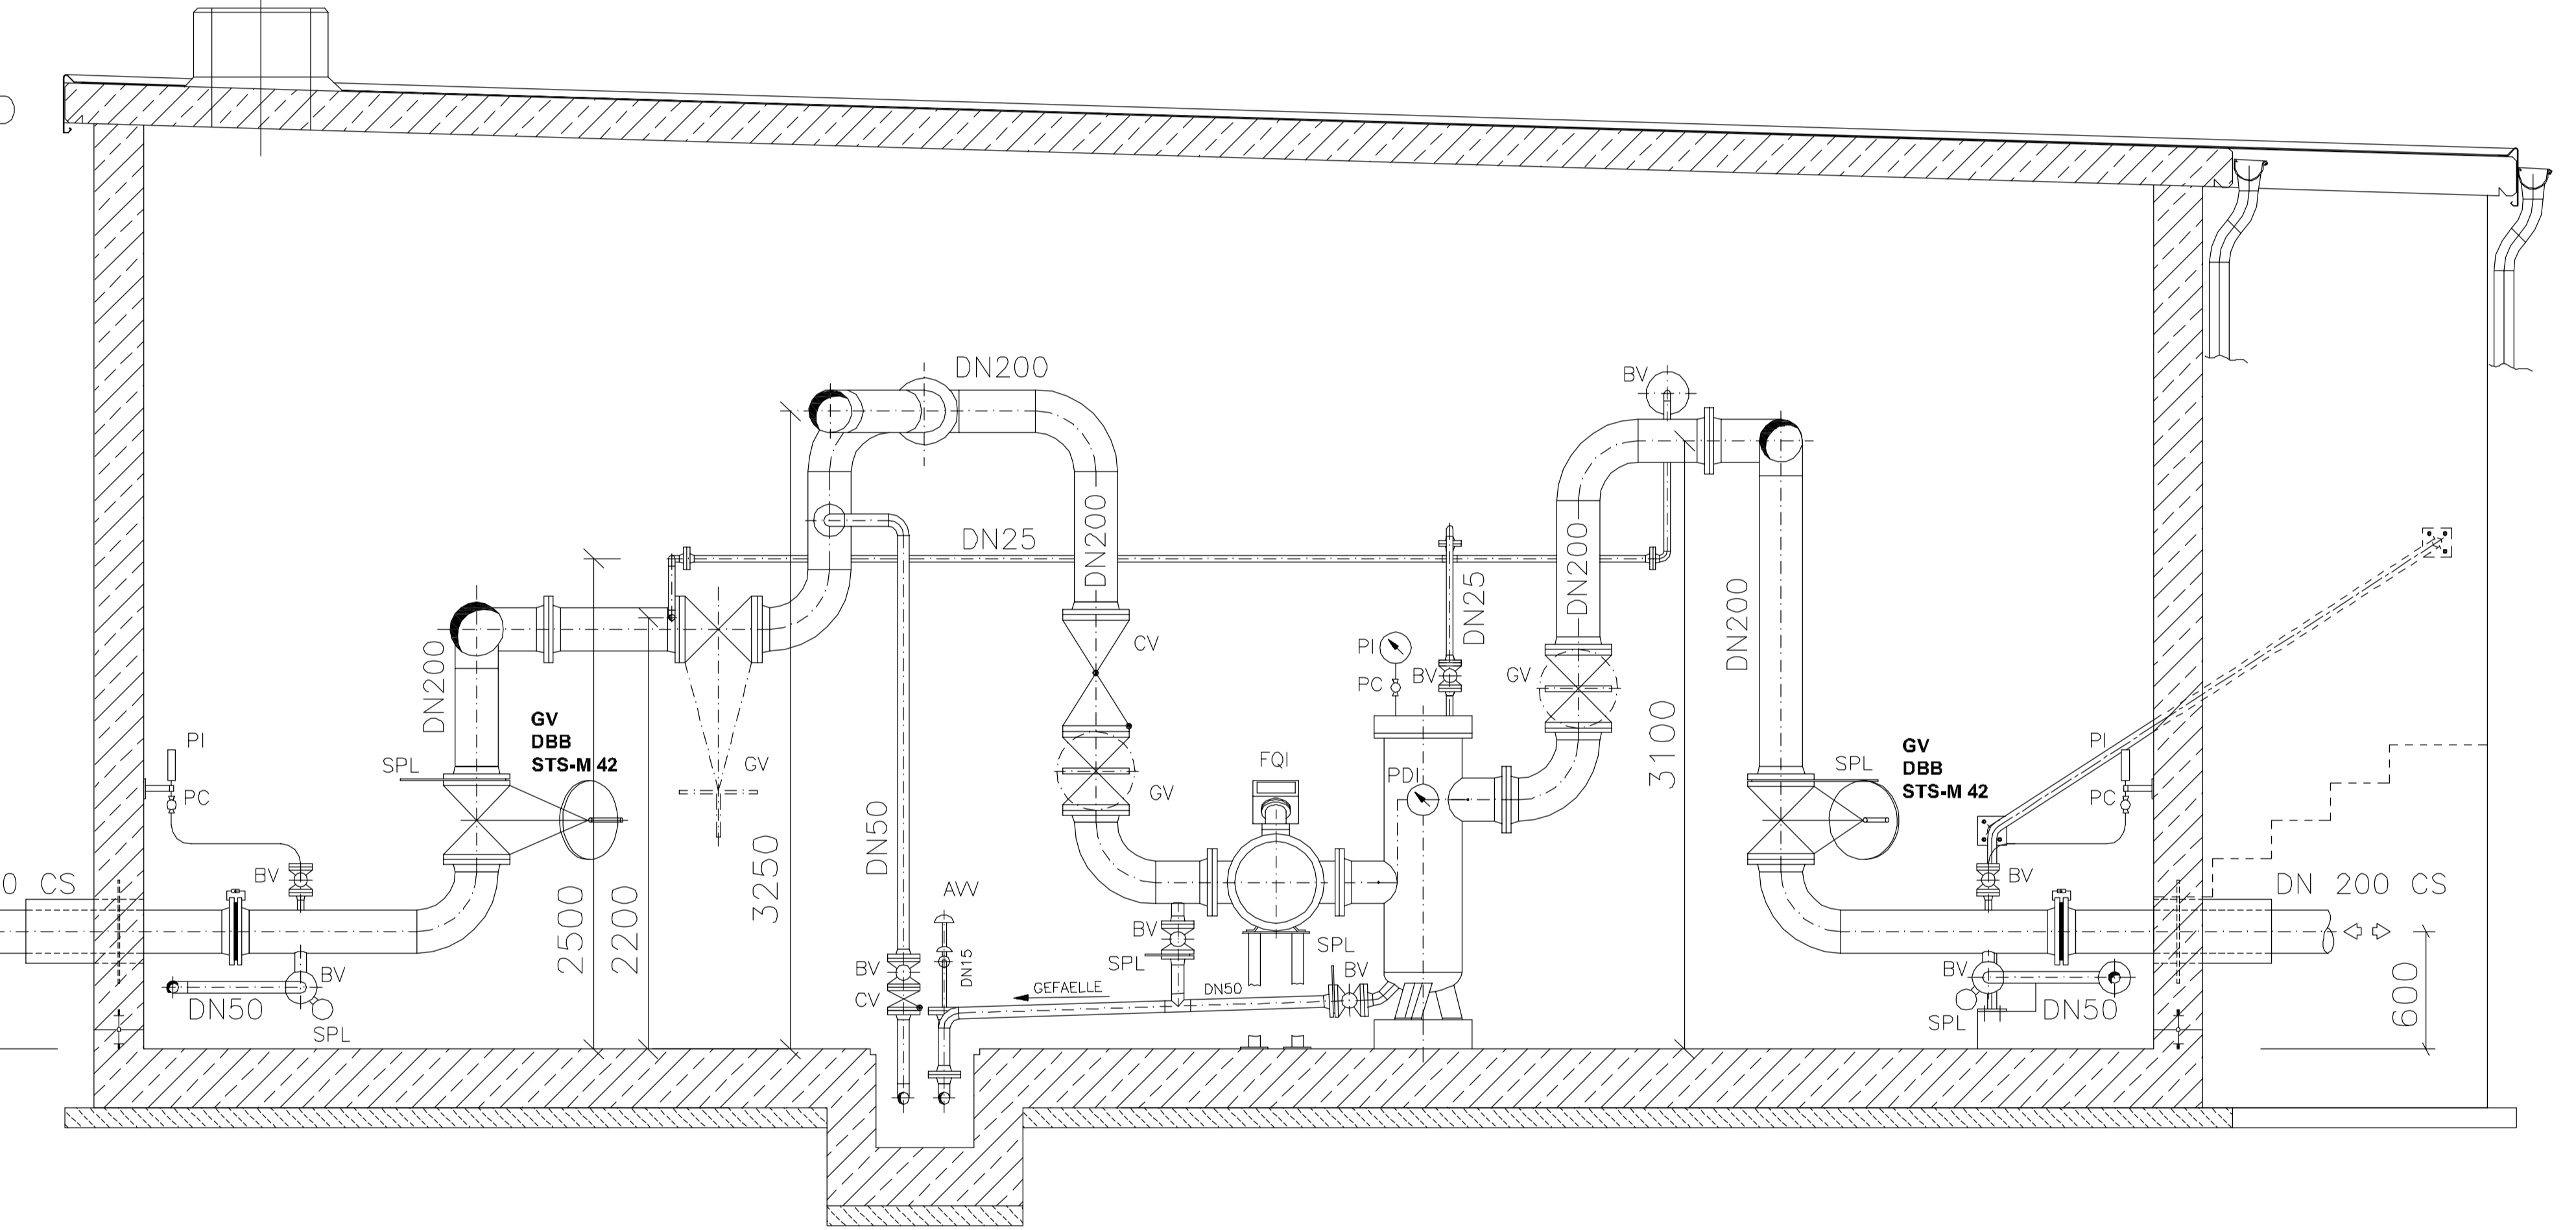 DN200
BV
DN200
DN25
DN200
DN25
DN200
DN200
DN200
CV
PI
PC
BV
GV
GV
DBB
STS-M 42
SPL
PI
PC
GV
GV
FQI
PDI
3100
GV
DBB
STS-M 42
SPL
PI
PC
BV
0 CS
2500
2200
3250
DN50
AVV
DN15
BV
SPL
SPL
BV
BV
CV
GEFAELLE
DN50
BV
DN50
SPL
BV
DN 200 CS
BV
SPL
DN50
600